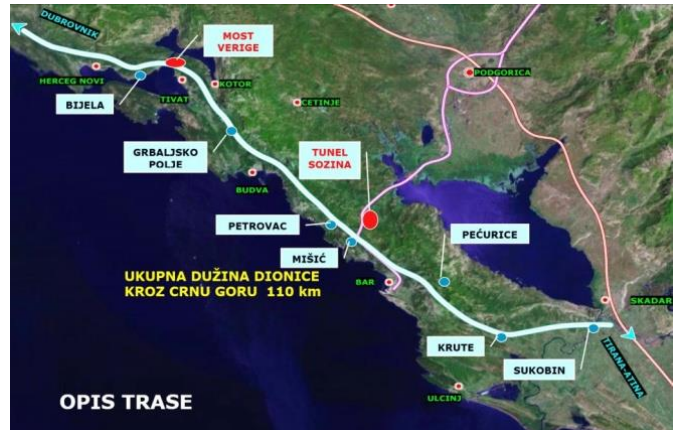 DUBROVNIK
MOST
VERIGE
HERCEG NOVI
BIJELA
TIVAT
KOTOR
CETINJE
PODGORICA
GRBALJSKO
POLJE
TUNEL
SOZINA
BUDVA
PETROVAC
MIŠIĆ
PEĆURICE
UKUPNA DUŽINA DIONICE
KROZ CRNU GORU 110 km
BAR
SKADAR
KRUTE
SUKOBIN
TIRANA-ATINA
ULCINJ
OPIS TRASE